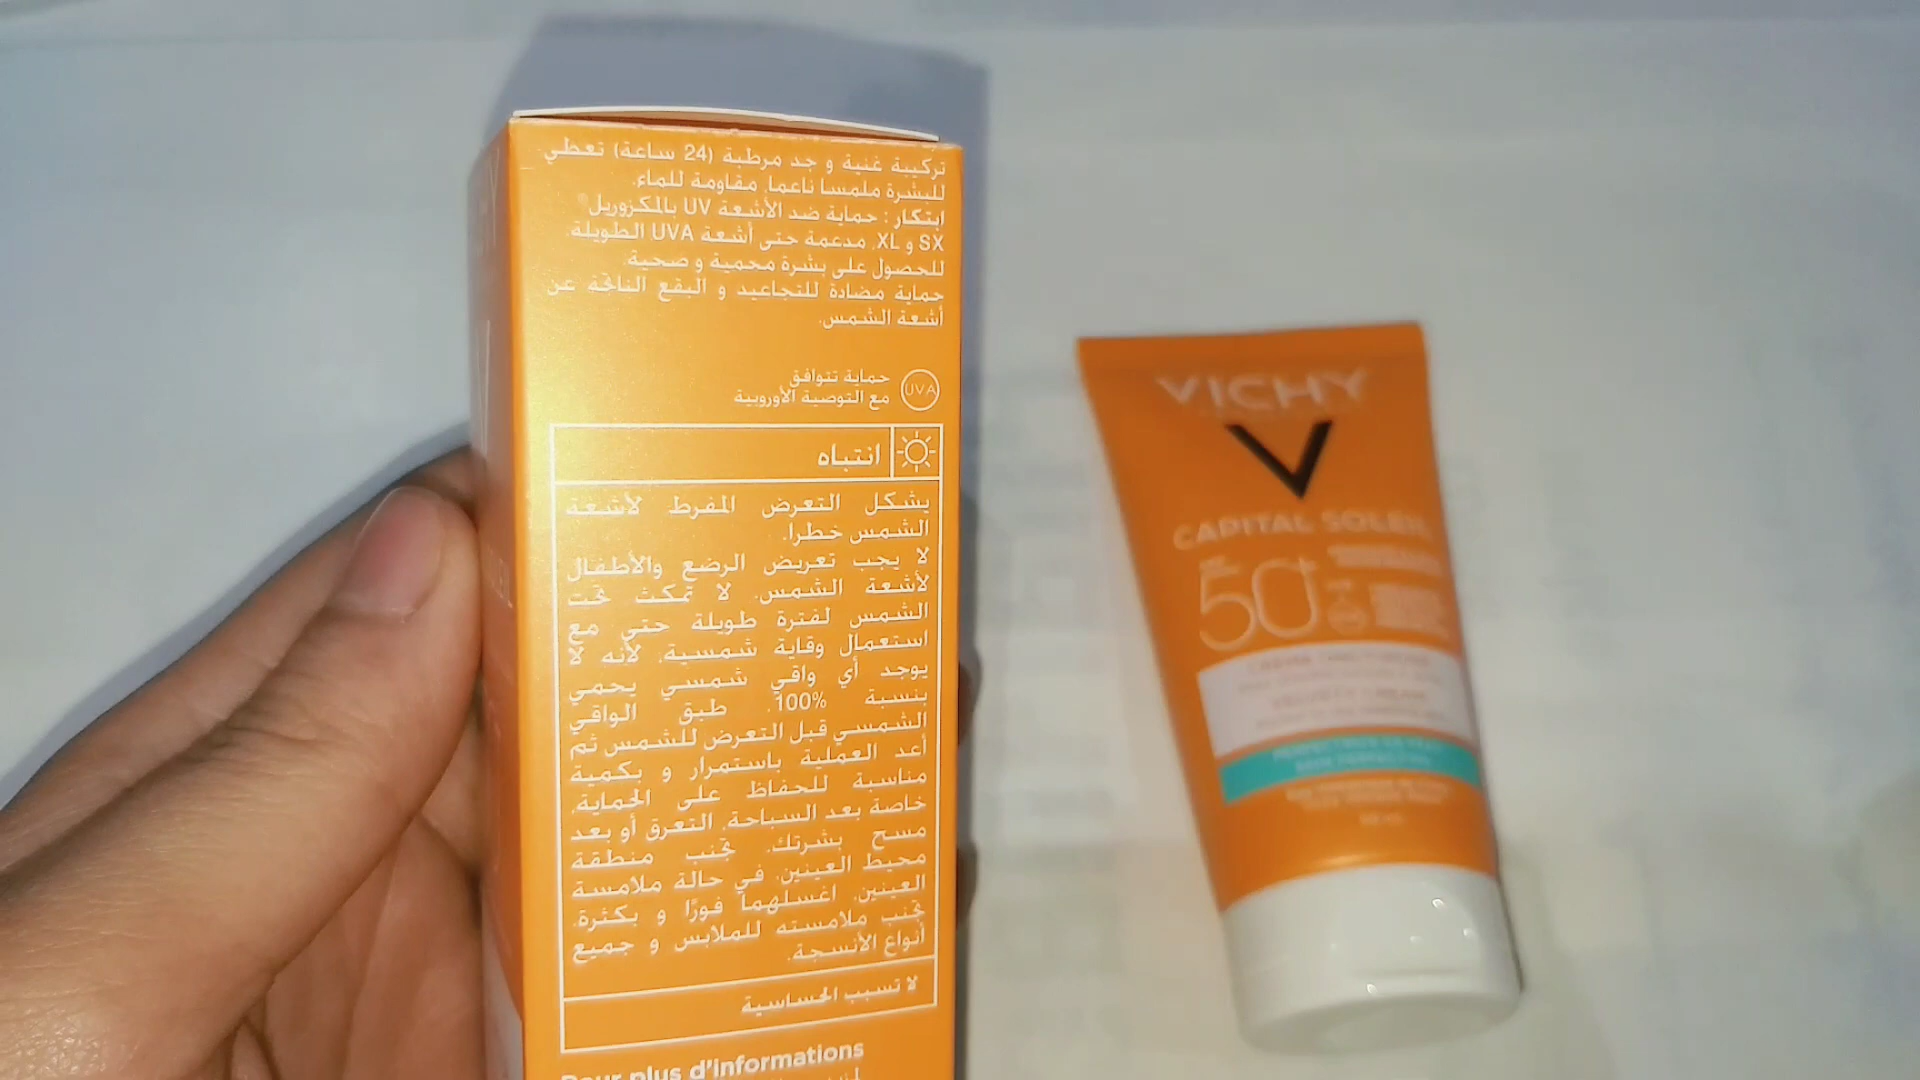 تركيبة غنية و جد مرطبة (24 ساعة) تعطي
للبشرة ملمسا ناعما. مقاومة للماء.
ابتكار : حماية ضد الأشعة UV بالمكزوريل®
SX و XL. مدعمة حتى أشعة UVA الطويلة.
للحصول على بشرة محمية و صحية.
حماية مضادة للتجاعيد و البقع الناتجة عن
أشعة الشمس.
حماية تتوافق
مع التوصية الأوروبية
UVA
انتباه
يشكل التعرض المفرط لأشعة
الشمس خطرا.
لا يجب تعريض الرضع والأطفال
لأشعة الشمس. لا تمكث تحت
الشمس لفترة طويلة حتى مع
استعمال وقاية شمسية. لأنه لا
يوجد أي واقي شمسي يحمي
بنسبة 100%. طبق الواقي
الشمسي قبل التعرض للشمس ثم
أعد العملية باستمرار و بكمية
مناسبة للحفاظ على الحماية.
خاصة بعد السباحة. التعرق أو بعد
مسح بشرتك. تجنب منطقة
محيط العينين. في حالة ملامسة
العينين. اغسلهما فورًا و بكثرة.
تجنب ملامسته للملابس و جميع
أنواع الأنسجة.
لا تسبب الحساسية
Pour plus d'informations
VICHY
CAPITAL SOLEIL
50+